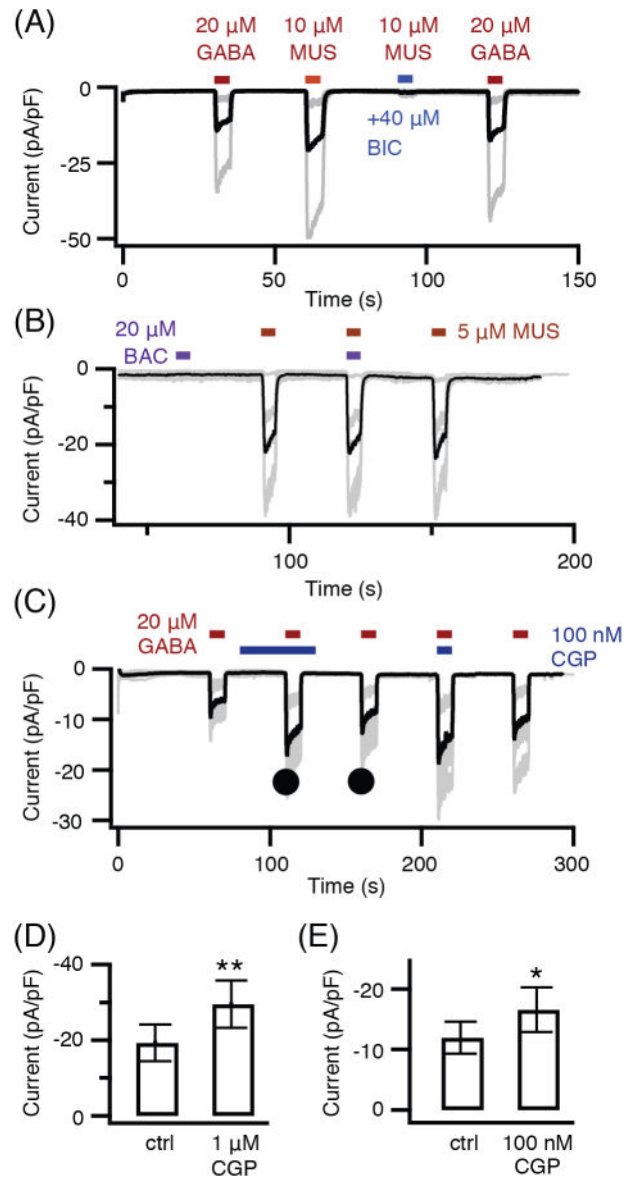 (A)
20 µM 10 µM 10 µM 20 µM
GABA MUS MUS GABA
0
+40 µM
BIC
-25
-50
Current (pA/pF)
0 50 100 150
Time (s)
(B)
20 µM
BAC
5 µM MUS
0
-20
-40
Current (pA/pF)
100 200
Time (s)
(C)
20 µM
GABA
100 nM
CGP
0
-10
-20
-30
Current (pA/pF)
0 100 200 300
Time (s)
(D)
-40
**
-20
0
Current (pA/pF)
ctrl 1 µM
CGP
(E)
-20
*
-10
0
Current (pA/pF)
ctrl 100 nM
CGP